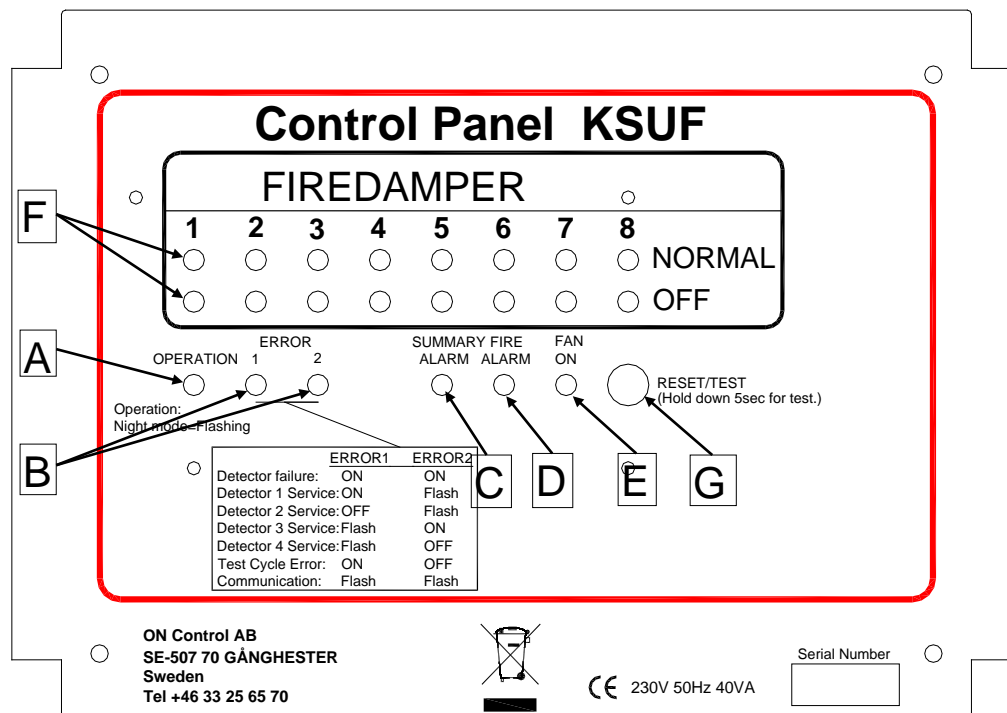 Control Panel KSUF
FIREDAMPER
1 2 3 4 5 6 7 8
NORMAL
OFF
F
A
B
OPERATION
ERROR
1 2
SUMMARY
ALARM
FIRE
ALARM
FAN
ON
RESET/TEST
(Hold down 5sec for test.)
Operation:
Night mode=Flashing
C D E G
ERROR1 ERROR2
Detector failure: ON ON
Detector 1 Service: ON Flash
Detector 2 Service: OFF Flash
Detector 3 Service: Flash ON
Detector 4 Service: Flash OFF
Test Cycle Error: ON OFF
Communication: Flash Flash
ON Control AB
SE-507 70 GÅNGHESTER
Sweden
Tel +46 33 25 65 70
CE 230V 50Hz 40VA
Serial Number